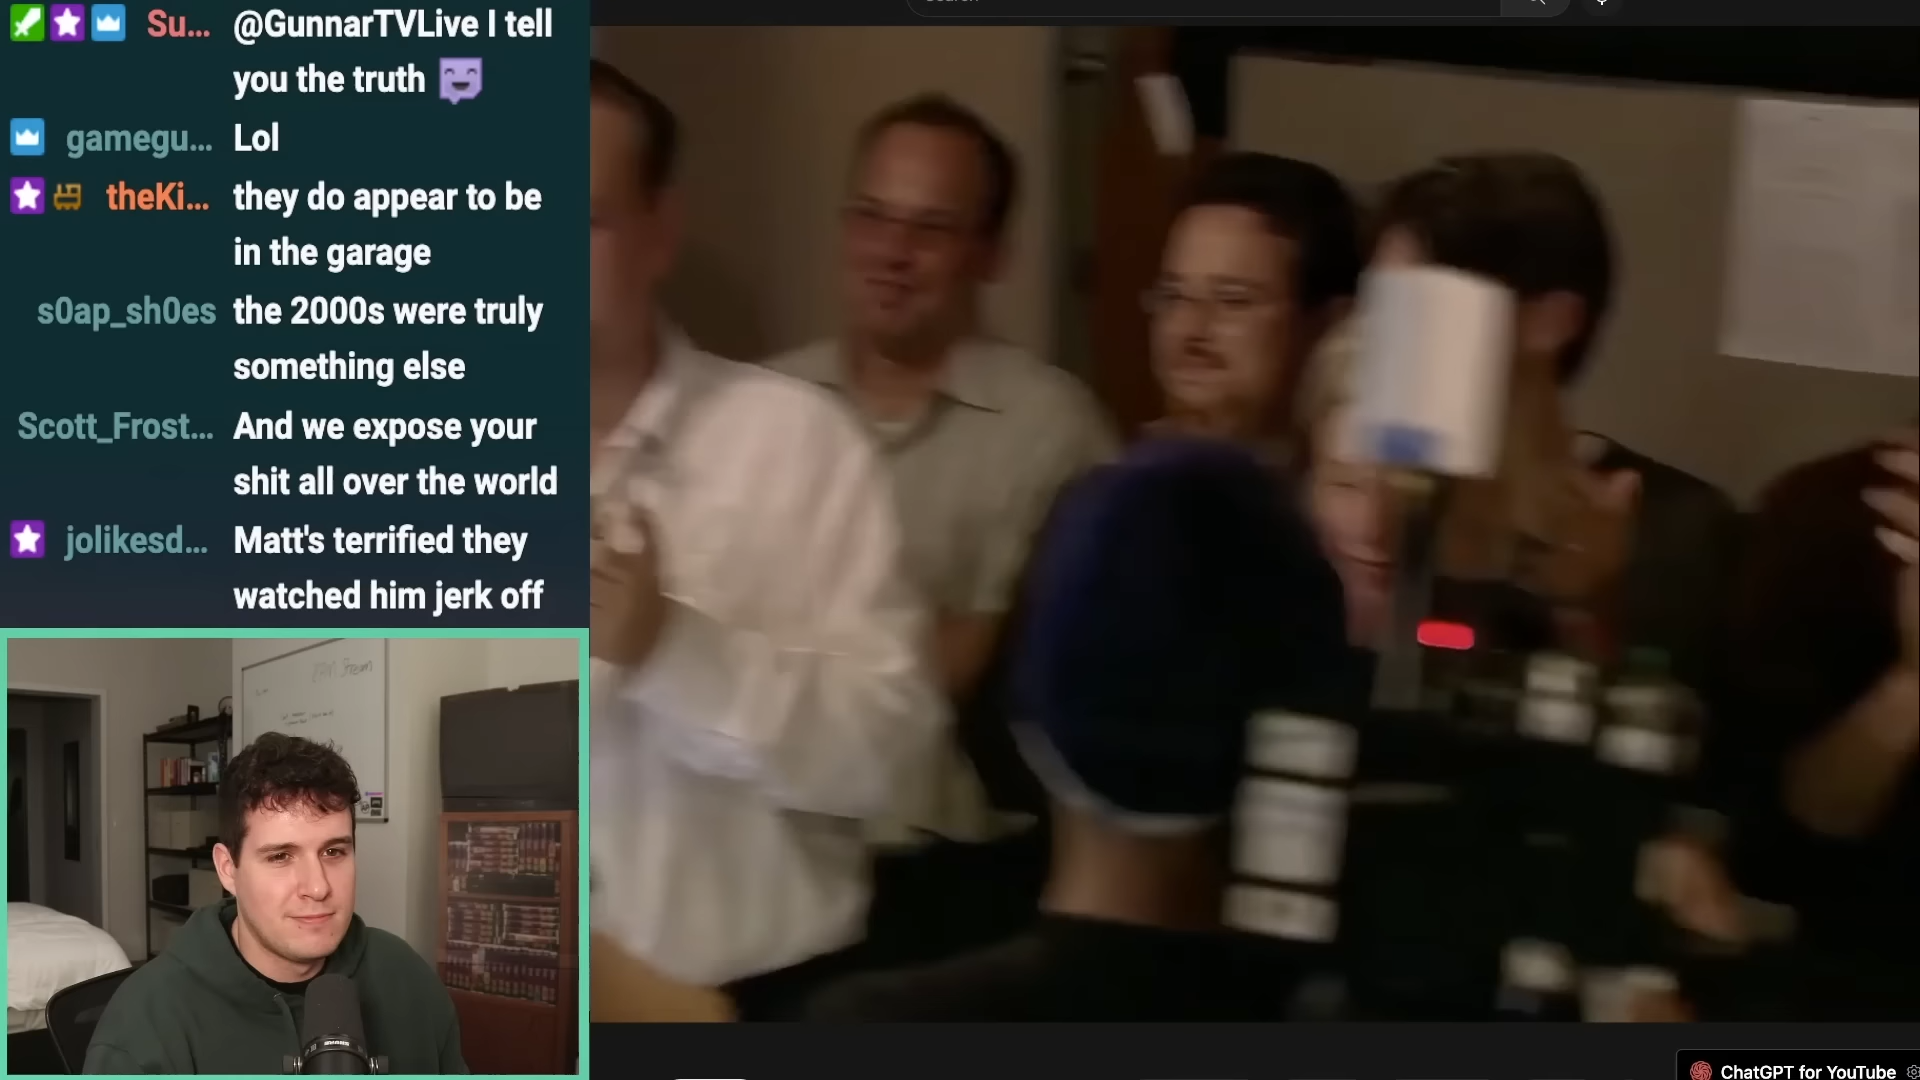 Su... @GunnarTVLive I tell
you the truth
gamegu... Lol
theKi... they do appear to be
in the garage
s0ap_sh0es the 2000s were truly
something else
Scott_Frost... And we expose your
shit all over the world
jolikesd... Matt's terrified they
watched him jerk off
ChatGPT for YouTube